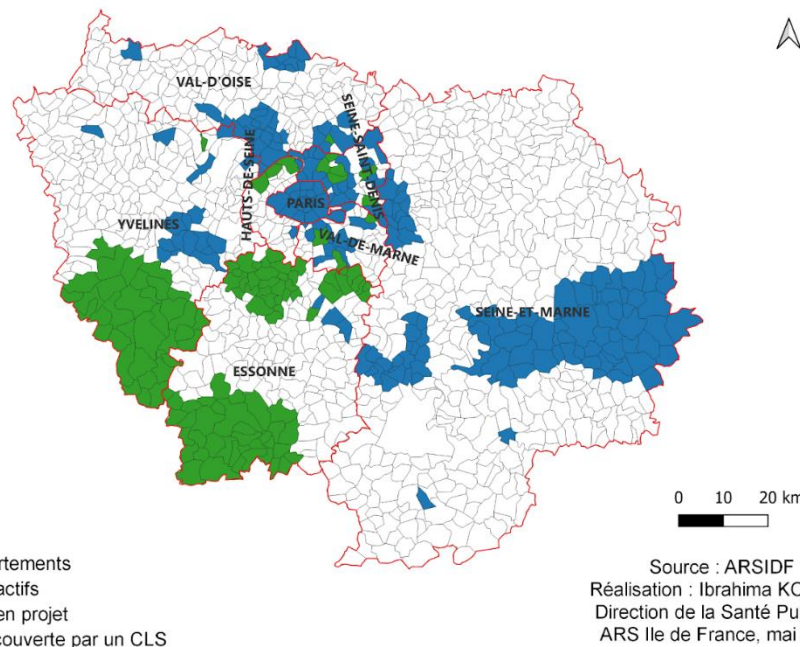 VAL-D'OISE
SEINE-SAINT-DENIS
HAUTS-DE-SEINE
PARIS
YVELINES
VAL-DE-MARNE
SEINE-ET-MARNE
ESSONNE
0 10 20 km
rtements
actifs
en projet
couverte par un CLS
Source : ARSIDF
Réalisation : Ibrahima KO
Direction de la Santé Pu
ARS Ile de France, mai